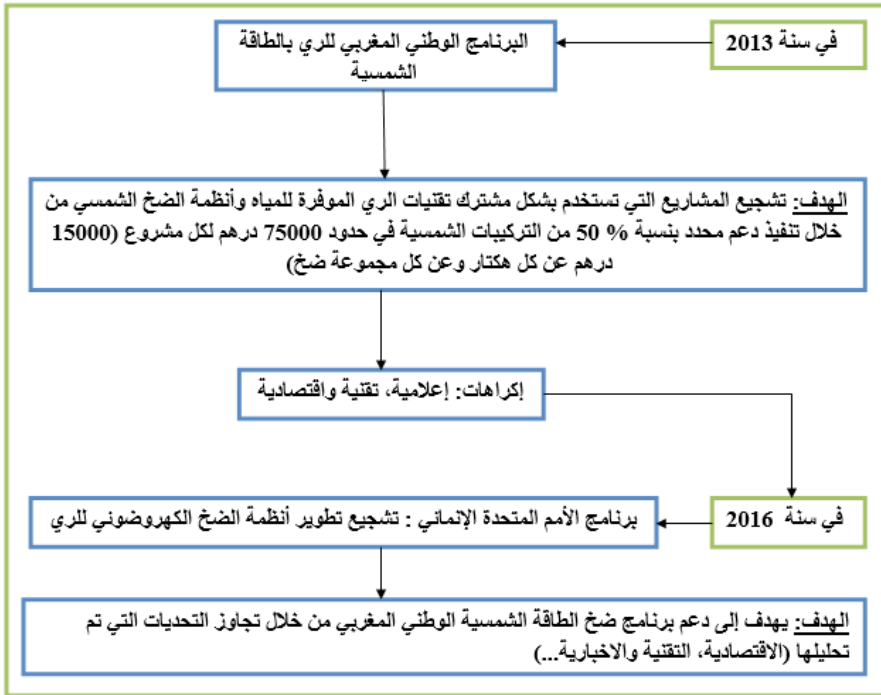 في سنة 2013
البرنامج الوطني المغربي للري بالطاقة
الشمسية
الهدف: تشجيع المشاريع التي تستخدم بشكل مشترك تقنيات الري الموفرة للمياه وأنظمة الضخ الشمسي من
خلال تنفيذ دعم محدد بنسبة % 50 من التركيبات الشمسية في حدود 75000 درهم لكل مشروع (15000
درهم عن كل هكتار وعن كل مجموعة ضخ)
إكراهات: إعلامية، تقنية واقتصادية
في سنة 2016
برنامج الأمم المتحدة الإنمائي : تشجيع تطوير أنظمة الضخ الكهروضوئي للري
الهدف: يهدف إلى دعم برنامج ضخ الطاقة الشمسية الوطني المغربي من خلال تجاوز التحديات التي تم
تحليلها (الاقتصادية، التقنية والاخبارية...)